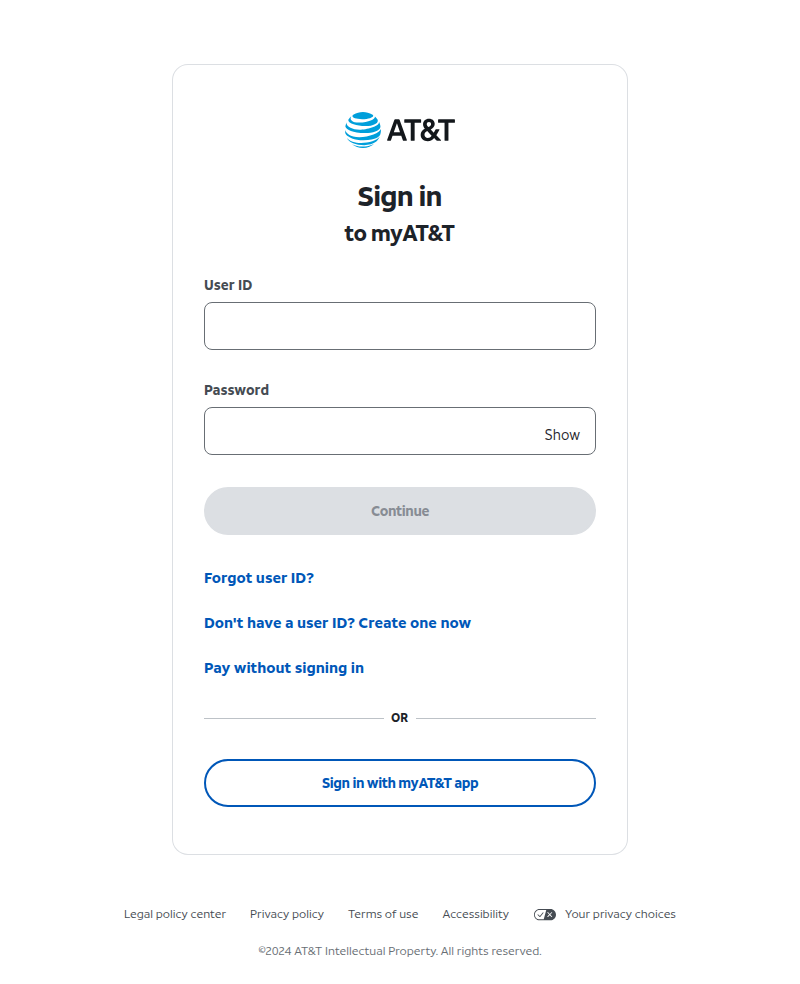 AT&T
Sign in
to myAT&T
User ID
Password
Show
Continue
Forgot user ID?
Don't have a user ID? Create one now
Pay without signing in
OR
Sign in with myAT&T app
Legal policy center Privacy policy Terms of use Accessibility Your privacy choices
©2024 AT&T Intellectual Property. All rights reserved.